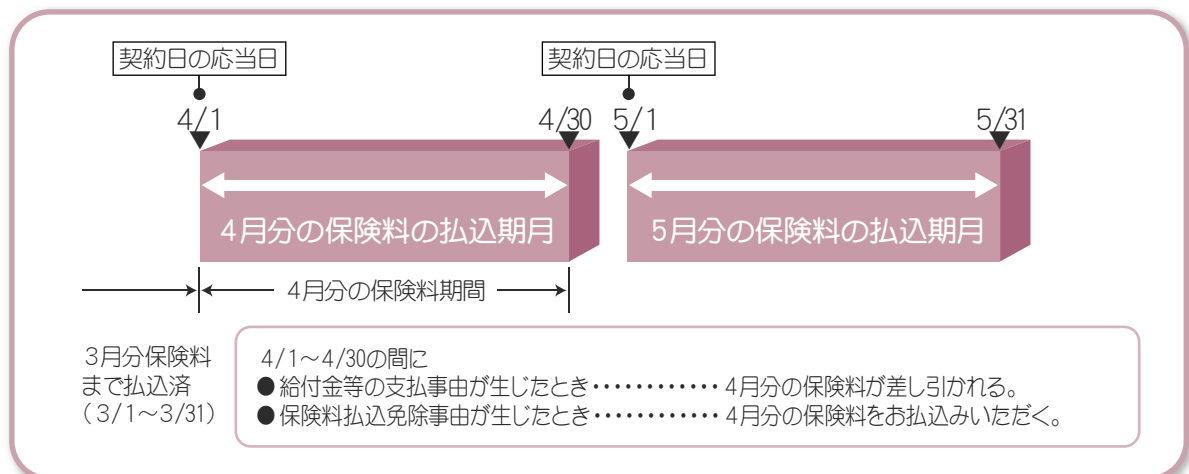 契約日の応当日 契約日の応当日
4/1 4/30 5/1 5/31
4月分の保険料の払込期月 5月分の保険料の払込期月
4月分の保険料期間
3月分保険料
まで払込済
(3/1～3/31)
4/1～4/30の間に
●給付金等の支払事由が生じたとき・・・・・・・・・・・・ 4月分の保険料が差し引かれる。
●保険料払込免除事由が生じたとき・・・・・・・・・・・・ 4月分の保険料をお払込みいただく。